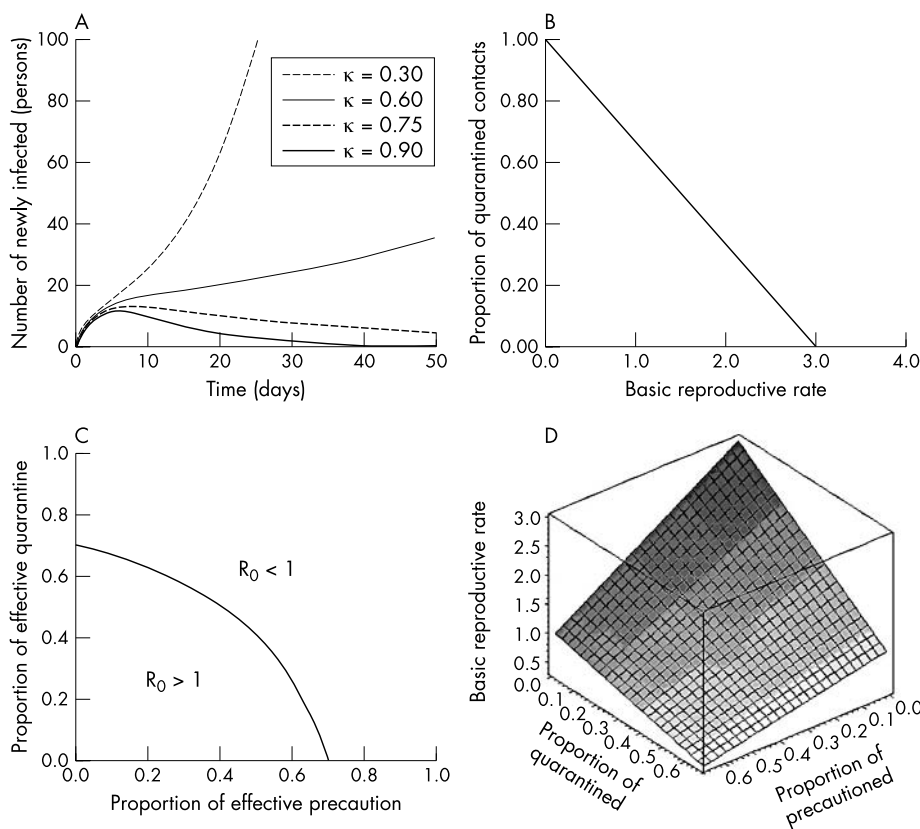 A
Number of newly infected (persons)
100
80
60
40
20
0
0
10
20
30
40
50
Time (days)
κ = 0.30
κ = 0.60
κ = 0.75
κ = 0.90
B
Proportion of quarantined contacts
1.00
0.80
0.60
0.40
0.20
0.00
0.0
1.0
2.0
3.0
4.0
Basic reproductive rate
C
Proportion of effective quarantine
1.0
0.8
0.6
0.4
0.2
0.0
0.0
0.2
0.4
0.6
0.8
1.0
Proportion of effective precaution
R₀ < 1
R₀ > 1
D
Basic reproductive rate
3.0
2.5
2.0
1.5
1.0
0.5
0.0
0.1
0.2
0.3
0.4
0.5
0.6
Proportion of
quarantined
0.6
0.5
0.4
0.3
0.2
0.1
0.0
Proportion of
precautioned